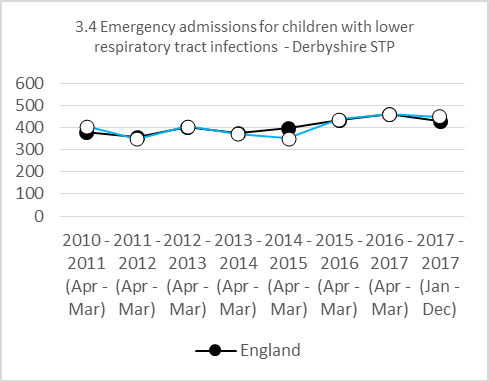 3.4 Emergency admissions for children with lower
respiratory tract infections  - Derbyshire STP
600
500
400
300
200
100
0
2010 - 2011 - 2012 - 2013 - 2014 - 2015 - 2016 - 2017 -
2011 2012 2013 2014 2015 2016 2017 2017
(Apr - (Apr - (Apr - (Apr - (Apr - (Apr - (Apr - (Jan -
Mar) Mar) Mar) Mar) Mar) Mar) Mar) Dec)
England